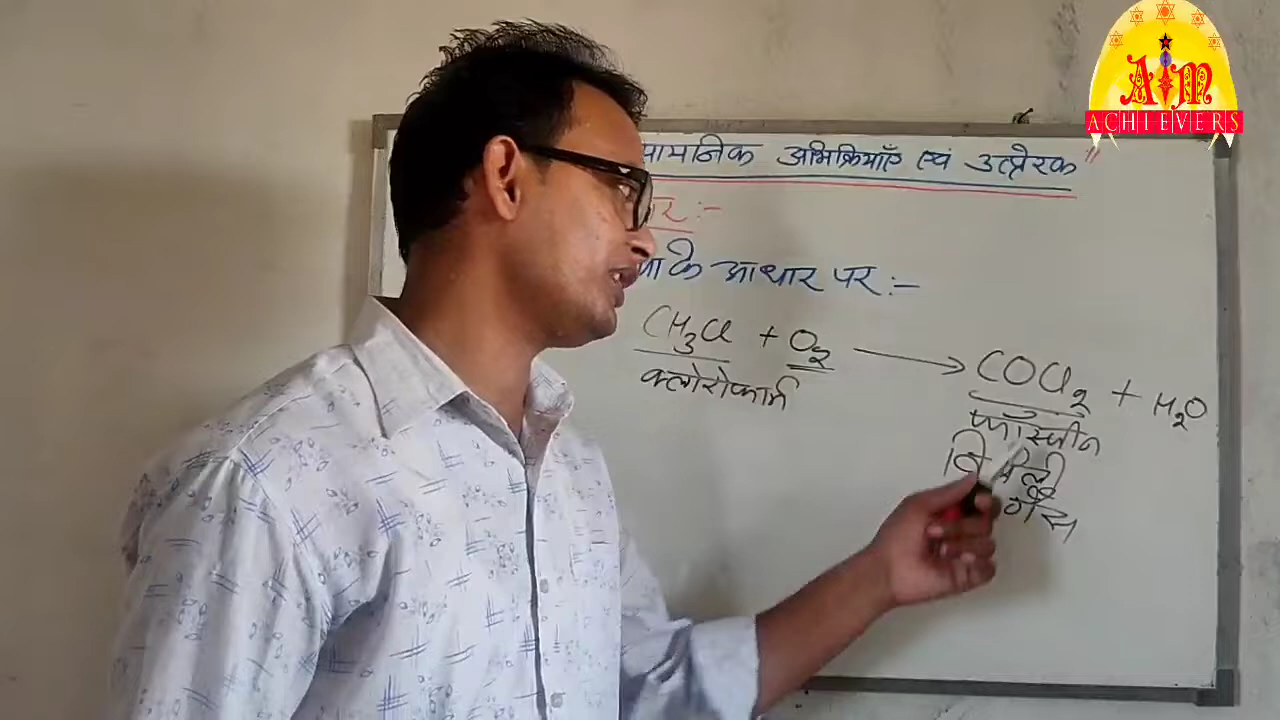 AIM
ACHIEVERS
अभिक्रियाएँ एवं उत्प्रेरक"
के आधार पर :-
CH₃Cl + O₂ ⟶ COCl₂ + H₂O
क्लोरोफार्म
फॉस्जीन
गैस